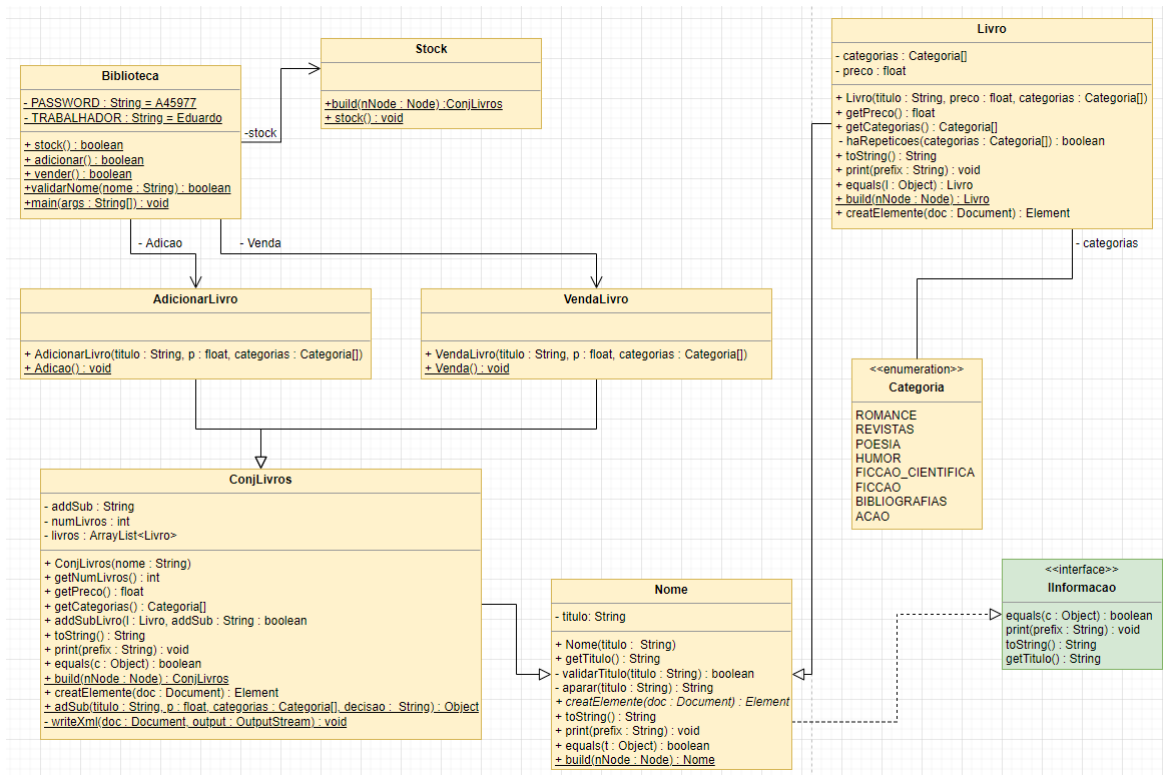 Biblioteca
- PASSWORD : String = A45977
- TRABALHADOR : String = Eduardo
+ stock() : boolean
+ adicionar() : boolean
+ vender() : boolean
+validarNome(nome : String) : boolean
+main(args : String[]) : void
-stock
Stock
+build(nNode : Node) :ConjLivros
+ stock() : void
Livro
- categorias : Categoria[]
- preco : float
+ Livro(titulo : String, preco : float, categorias : Categoria[])
+ getPreco() : float
+ getCategorias() : Categoria[]
- haRepeticoes(categorias : Categoria[]) : boolean
+ toString() : String
+ print(prefix : String) : void
+ equals(l : Object) : Livro
+ build(nNode : Node) : Livro
+ creatElemente(doc : Document) : Element
- Adicao
- Venda
- categorias
AdicionarLivro
+ AdicionarLivro(titulo : String, p : float, categorias : Categoria[])
+ Adicao() : void
VendaLivro
+ VendaLivro(titulo : String, p : float, categorias : Categoria[])
+ Venda() : void
<<enumeration>>
Categoria
ROMANCE
REVISTAS
POESIA
HUMOR
FICCAO_CIENTIFICA
FICCAO
BIBLIOGRAFIAS
ACAO
ConjLivros
- addSub : String
- numLivros : int
- livros : ArrayList<Livro>
+ ConjLivros(nome : String)
+ getNumLivros() : int
+ getPreco() : float
+ getCategorias() : Categoria[]
+ addSubLivro(l : Livro, addSub : String : boolean
+ toString() : String
+ print(prefix : String) : void
+ equals(c : Object) : boolean
+ build(nNode : Node) : ConjLivros
+ creatElemente(doc : Document) : Element
+ adSub(titulo : String, p : float, categorias : Categoria[], decisao : String) : Object
- writeXml(doc : Document, output : OutputStream) : void
Nome
- titulo: String
+ Nome(titulo : String)
+ getTitulo() : String
- validarTitulo(titulo : String) : boolean
- aparar(titulo : String) : String
+ creatElemente(doc : Document) : Element
+ toString() : String
+ print(prefix : String) : void
+ equals(t : Object) : boolean
+ build(nNode : Node) : Nome
<<interface>>
IInformacao
equals(c : Object) : boolean
print(prefix : String) : void
toString() : String
getTitulo() : String